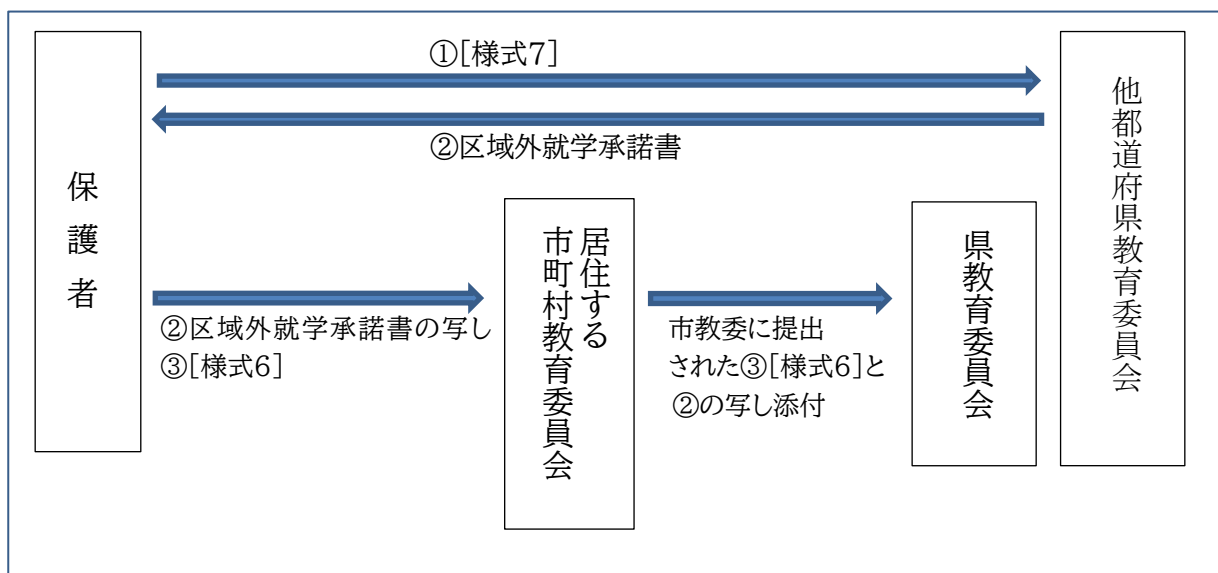 ①[様式7]
②区域外就学承諾書
保護者
②区域外就学承諾書の写し
③[様式6]
居住する
市町村教育委員会
市教委に提出
された③[様式6]と
②の写し添付
県教育委員会
他都道府県教育委員会